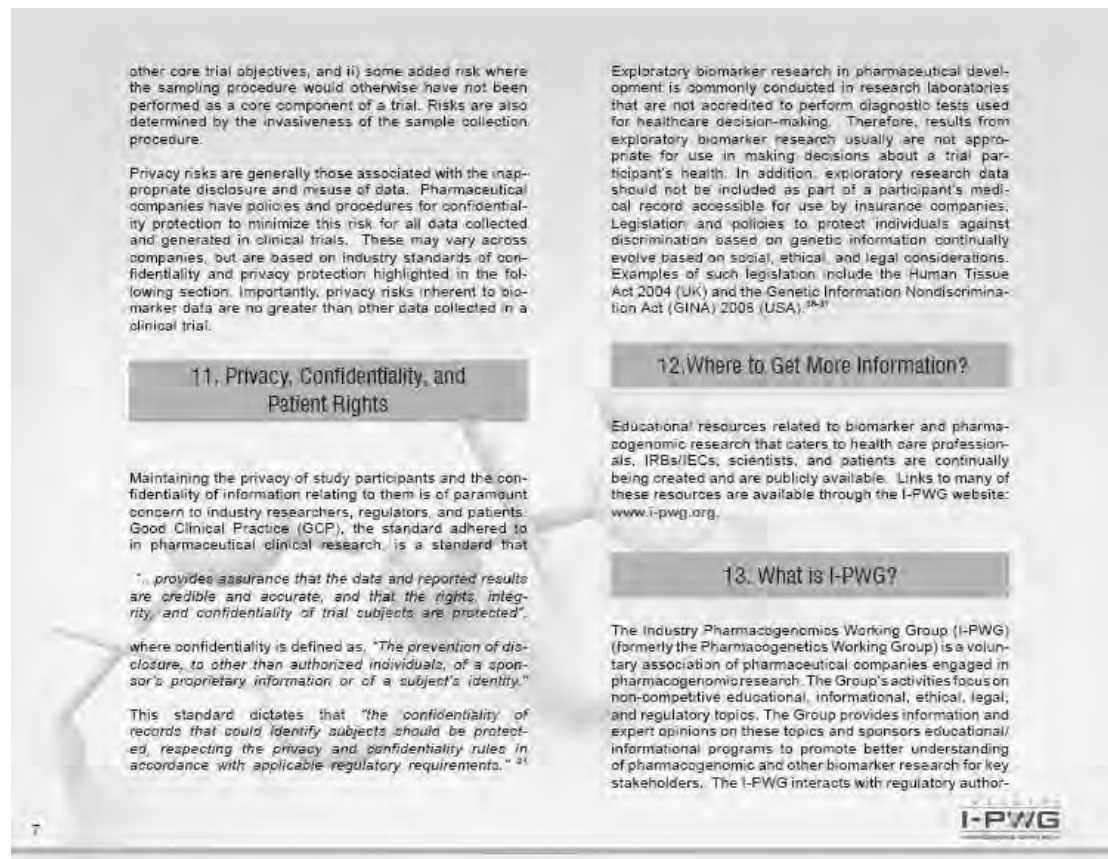 other core trial objectives, and ii) some added risk where
the sampling procedure would otherwise have not been
performed as a core component of a trial. Risks are also
determined by the invasiveness of the sample collection
procedure.
Privacy risks are generally those associated with the inap-
propriate disclosure and misuse of data. Pharmaceutical
companies have policies and procedures for confidential-
ity protection to minimize this risk for all data collected
and generated in clinical trials. These may vary across
companies, but are based on industry standards of con-
fidentiality and privacy protection highlighted in the fol-
lowing section. Importantly, privacy risks inherent to bio-
marker data are no greater than other data collected in a
clinical trial.
11. Privacy, Confidentiality, and
Patient Rights
Maintaining the privacy of study participants and the con-
fidentiality of information relating to them is of paramount
concern to industry researchers, regulators, and patients.
Good Clinical Practice (GCP), the standard adhered to
in pharmaceutical clinical research, is a standard that
"...provides assurance that the data and reported results
are credible and accurate, and that the rights, integ-
rity, and confidentiality of trial subjects are protected",
where confidentiality is defined as, "The prevention of dis-
closure, to other than authorized individuals, of a spon-
sor's proprietary information or of a subject's identity."
This standard dictates that "the confidentiality of
records that could identify subjects should be protect-
ed, respecting the privacy and confidentiality rules in
accordance with applicable regulatory requirements."
Exploratory biomarker research in pharmaceutical devel-
opment is commonly conducted in research laboratories
that are not accredited to perform diagnostic tests used
for healthcare decision-making. Therefore, results from
exploratory biomarker research usually are not appro-
priate for use in making decisions about a trial par-
ticipant's health. In addition, exploratory research data
should not be included as part of a participant's medi-
cal record accessible for use by insurance companies.
Legislation and policies to protect individuals against
discrimination based on genetic information continually
evolve based on social, ethical, and legal considerations.
Examples of such legislation include the Human Tissue
Act 2004 (UK) and the Genetic Information Nondiscrimina-
tion Act (GINA) 2008 (USA).
12.Where to Get More Information?
Educational resources related to biomarker and pharma-
cogenomic research that caters to health care profession-
als, IRBs/IECs, scientists, and patients are continually
being created and are publicly available. Links to many of
these resources are available through the I-PWG website:
www.i-pwg.org.
13. What is I-PWG?
The Industry Pharmacogenomics Working Group (I-PWG)
(formerly the Pharmacogenetics Working Group) is a volun-
tary association of pharmaceutical companies engaged in
pharmacogenomic research. The Group's activities focus on
non-competitive educational, informational, ethical, legal,
and regulatory topics. The Group provides information and
expert opinions on these topics and sponsors educational/
informational programs to promote better understanding
of pharmacogenomic and other biomarker research for key
stakeholders. The I-PWG interacts with regulatory author-
7
I-PWG